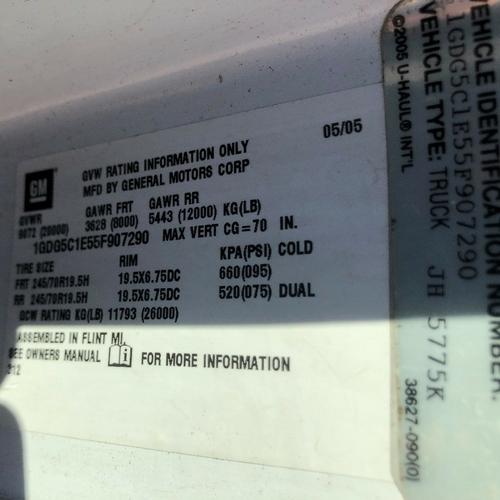 05/05
GM
GVW RATING INFORMATION ONLY
MFD BY GENERAL MOTORS CORP
GVWR GAWR FRT GAWR RR
9072 (20000) 3628 (8000) 5443 (12000) KG(LB)
1GDG5C1E55F907290 MAX VERT CG=70 IN.
TIRE SIZE RIM KPA(PSI) COLD
FRT 245/70R19.5H 19.5X6.75DC 660(095)
RR 245/70R19.5H 19.5X6.75DC 520(075) DUAL
GCW RATING KG(LB) 11793 (26000)
ASSEMBLED IN FLINT MI.
SEE OWNERS MANUAL i FOR MORE INFORMATION
312
VEHICLE IDENTIFICATION NUMBER:
1GDG5C1E55F907290
VEHICLE TYPE: TRUCK JH 5775K
©2005 U-HAUL® INT'L 38627-090(0)